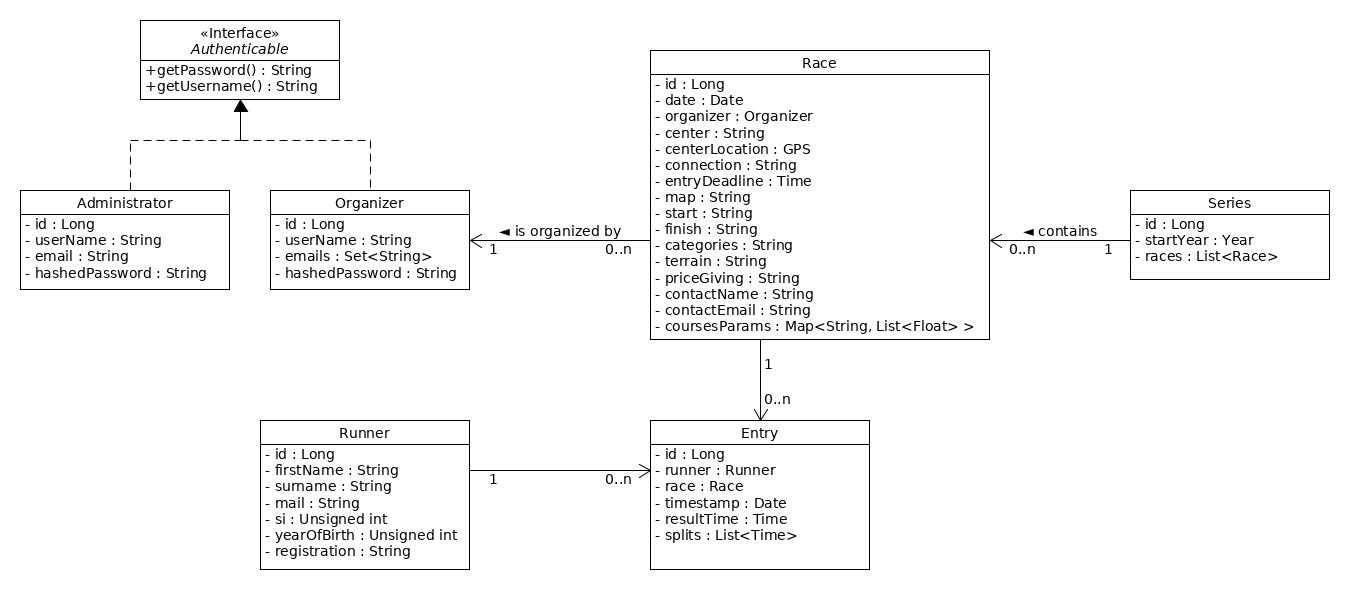 «Interface»
Authenticable
+getPassword() : String
+getUsername() : String
Administrator
- id : Long
- userName : String
- email : String
- hashedPassword : String
Organizer
- id : Long
- userName : String
- emails : Set<String>
- hashedPassword : String
◄ is organized by
1
0..n
Race
- id : Long
- date : Date
- organizer : Organizer
- center : String
- centerLocation : GPS
- connection : String
- entryDeadline : Time
- map : String
- start : String
- finish : String
- categories : String
- terrain : String
- priceGiving : String
- contactName : String
- contactEmail : String
- coursesParams : Map<String, List<Float> >
◄ contains
0..n
1
Series
- id : Long
- startYear : Year
- races : List<Race>
1
0..n
Runner
- id : Long
- firstName : String
- surname : String
- mail : String
- si : Unsigned int
- yearOfBirth : Unsigned int
- registration : String
1
0..n
Entry
- id : Long
- runner : Runner
- race : Race
- timestamp : Date
- resultTime : Time
- splits : List<Time>